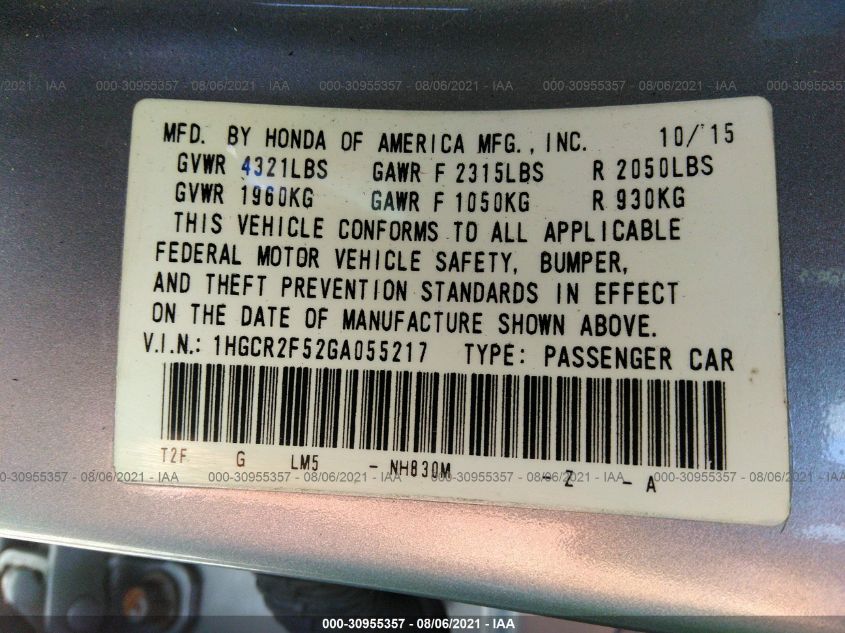 000-30955357 - 08/06/2021 - IAA
MFD. BY HONDA OF AMERICA MFG., INC. 10/'15
GVWR 4321LBS GAWR F 2315LBS R 2050LBS
GVWR 1960KG GAWR F 1050KG R 930KG
THIS VEHICLE CONFORMS TO ALL APPLICABLE
FEDERAL MOTOR VEHICLE SAFETY, BUMPER,
AND THEFT PREVENTION STANDARDS IN EFFECT
ON THE DATE OF MANUFACTURE SHOWN ABOVE.
V.I.N.: 1HGCR2F52GA055217 TYPE: PASSENGER CAR
T2F G LM5 - NH830M - Z - A
000-30955357 - 08/06/2021 - IAA
000-30955357 - 08/06/2021 - IAA